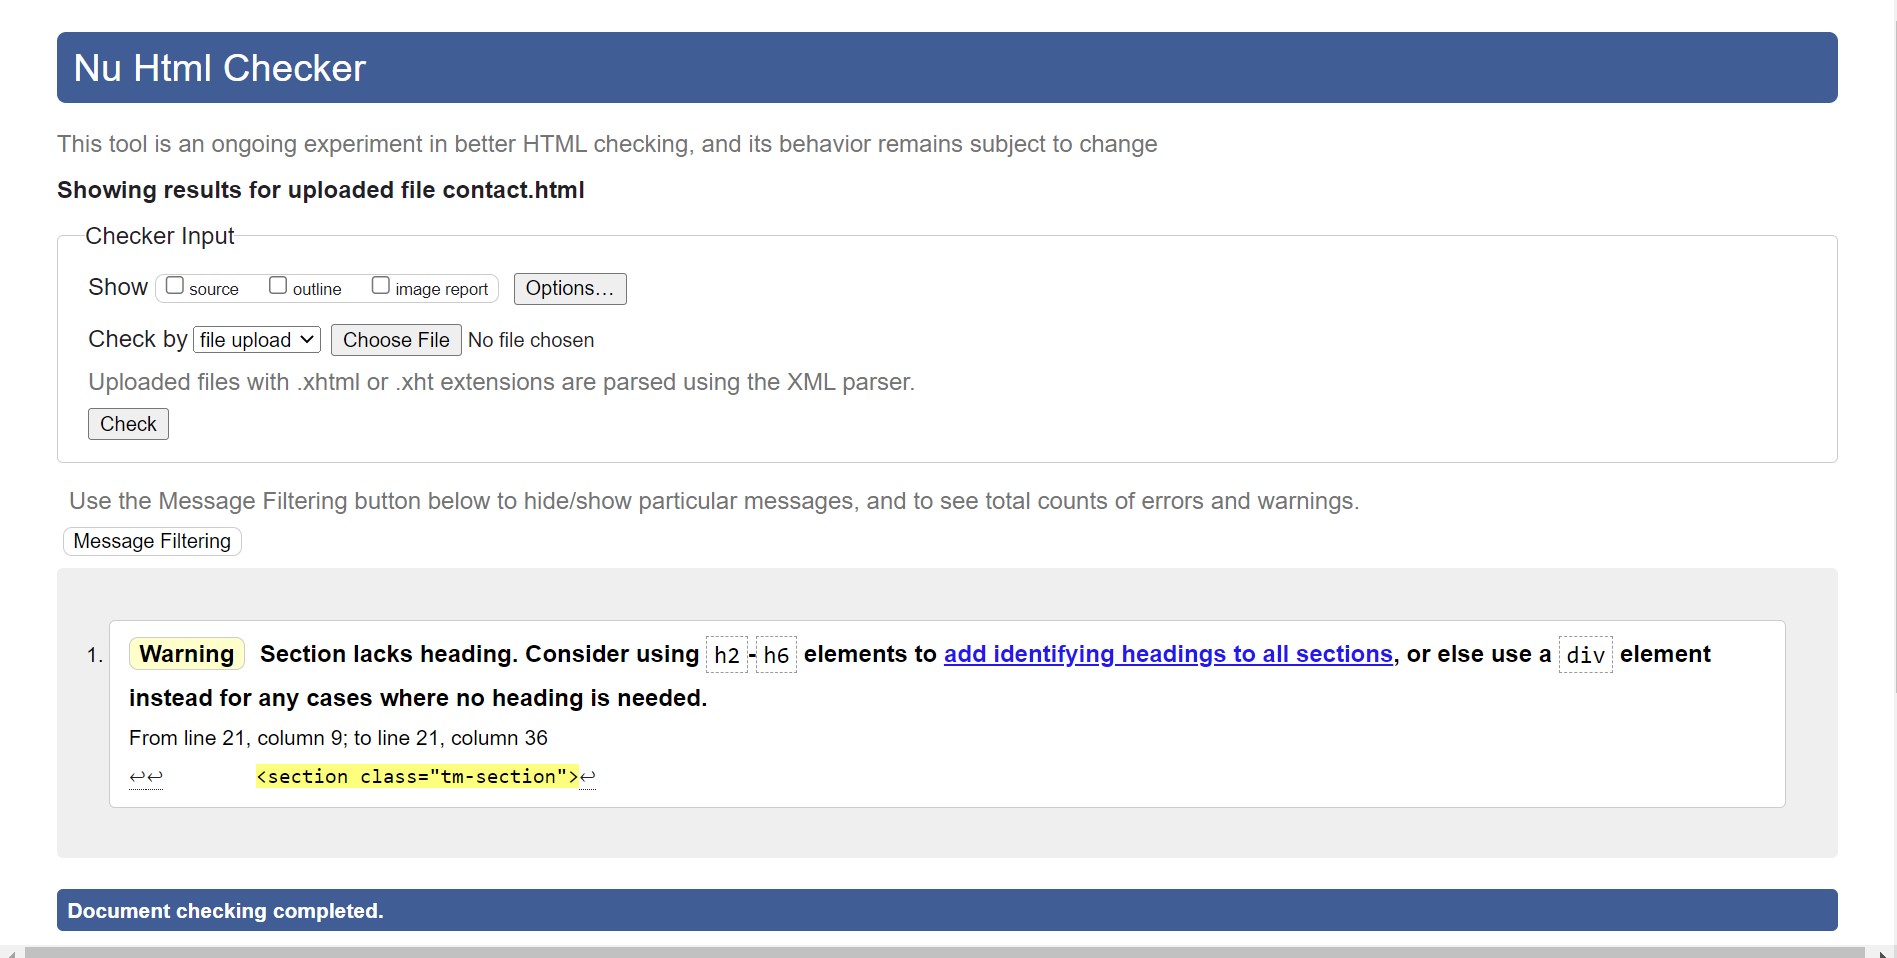 Nu Html Checker
This tool is an ongoing experiment in better HTML checking, and its behavior remains subject to change
Showing results for uploaded file contact.html
Checker Input
Show source outline image report Options...
Check by file upload Choose File No file chosen
Uploaded files with .xhtml or .xht extensions are parsed using the XML parser.
Check
Use the Message Filtering button below to hide/show particular messages, and to see total counts of errors and warnings.
Message Filtering
1. Warning Section lacks heading. Consider using h2-h6 elements to add identifying headings to all sections, or else use a div element
instead for any cases where no heading is needed.
From line 21, column 9; to line 21, column 36
↩↩ <section class="tm-section">↩
Document checking completed.